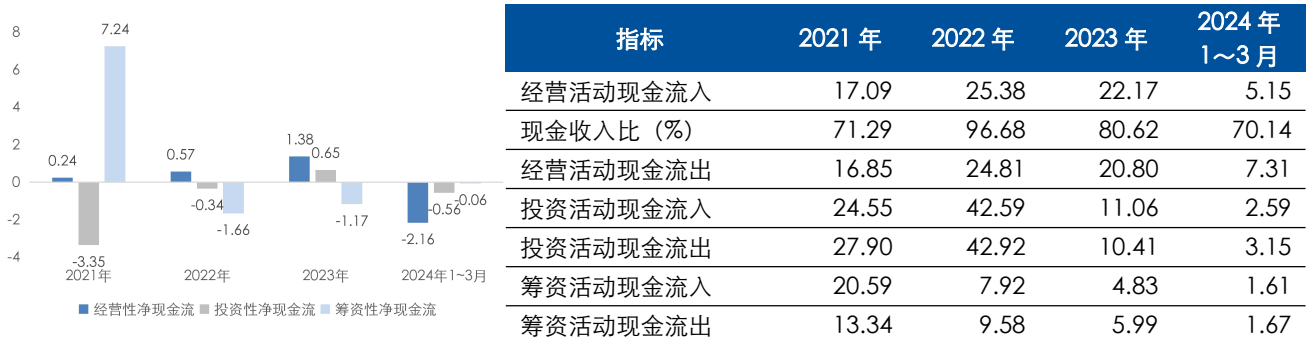 8
6
4
2
0
-2
-4
7.24
0.24
-3.35
0.57
-0.34
-1.66
1.38
0.65
-1.17
-2.16
-0.56
-0.06
2021年 2022年 2023年 2024年1~3月
经营性净现金流 投资性净现金流 筹资性净现金流
指标 2021 年 2022 年 2023 年 2024 年
1～3 月
经营活动现金流入 17.09 25.38 22.17 5.15
现金收入比（%） 71.29 96.68 80.62 70.14
经营活动现金流出 16.85 24.81 20.80 7.31
投资活动现金流入 24.55 42.59 11.06 2.59
投资活动现金流出 27.90 42.92 10.41 3.15
筹资活动现金流入 20.59 7.92 4.83 1.61
筹资活动现金流出 13.34 9.58 5.99 1.67